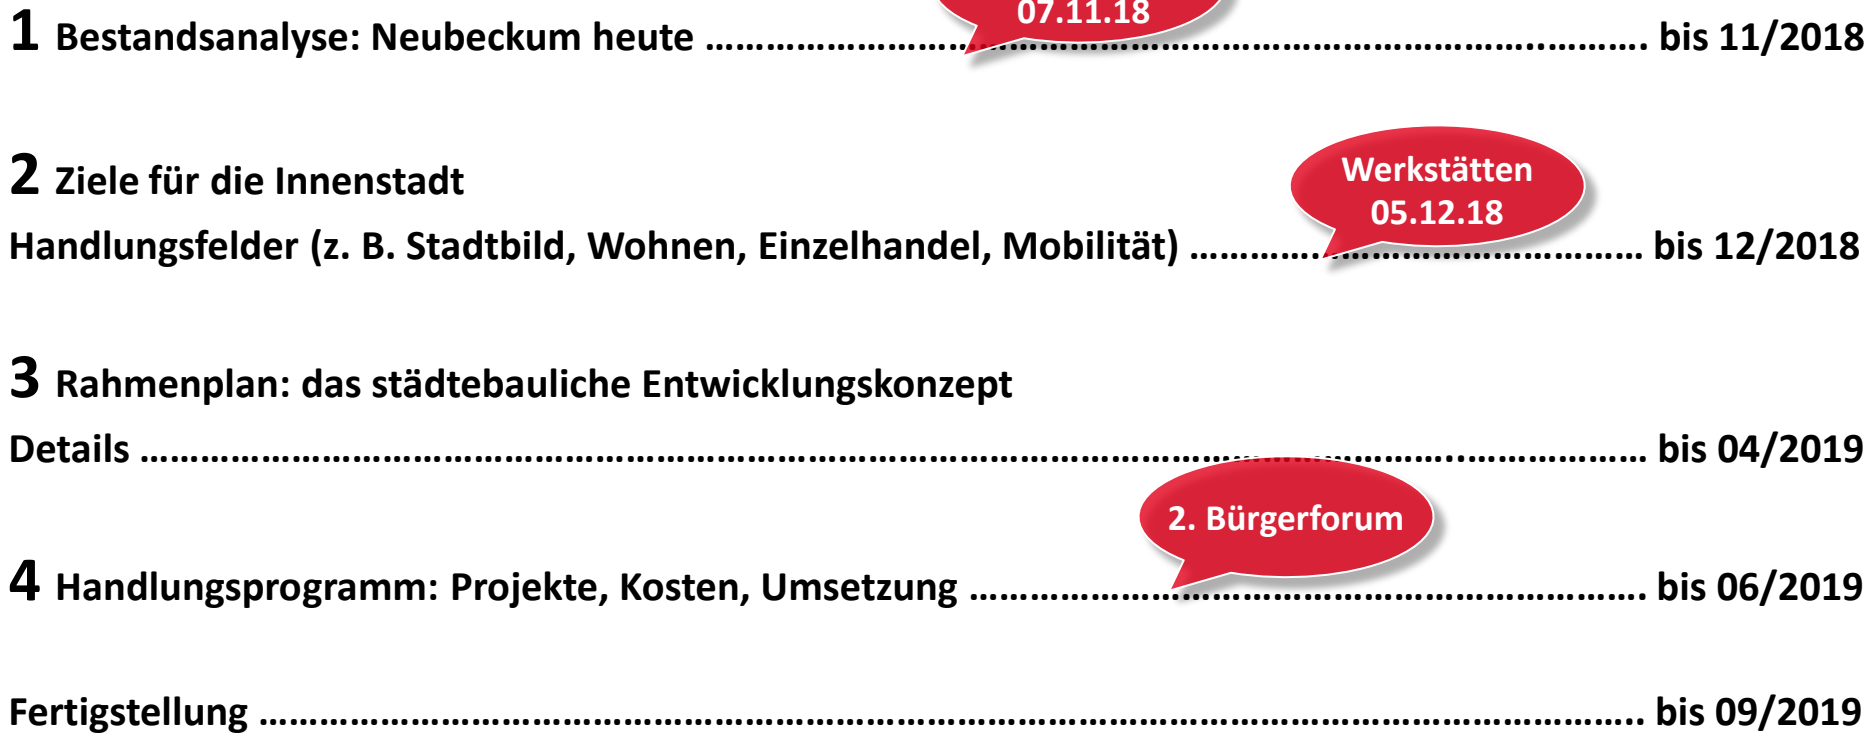 07.11.18
1 Bestandsanalyse: Neubeckum heute ……………………………………………………………………………..………. bis 11/2018
Werkstätten
05.12.18
2 Ziele für die Innenstadt
Handlungsfelder (z. B. Stadtbild, Wohnen, Einzelhandel, Mobilität) ……………………………………… bis 12/2018
3 Rahmenplan: das städtebauliche Entwicklungskonzept
Details …………………………………………………………………………………………………………………..……………… bis 04/2019
2. Bürgerforum
4 Handlungsprogramm: Projekte, Kosten, Umsetzung …………………………………………………………. bis 06/2019
Fertigstellung ……………………………………………………………………………………………………………………….. bis 09/2019